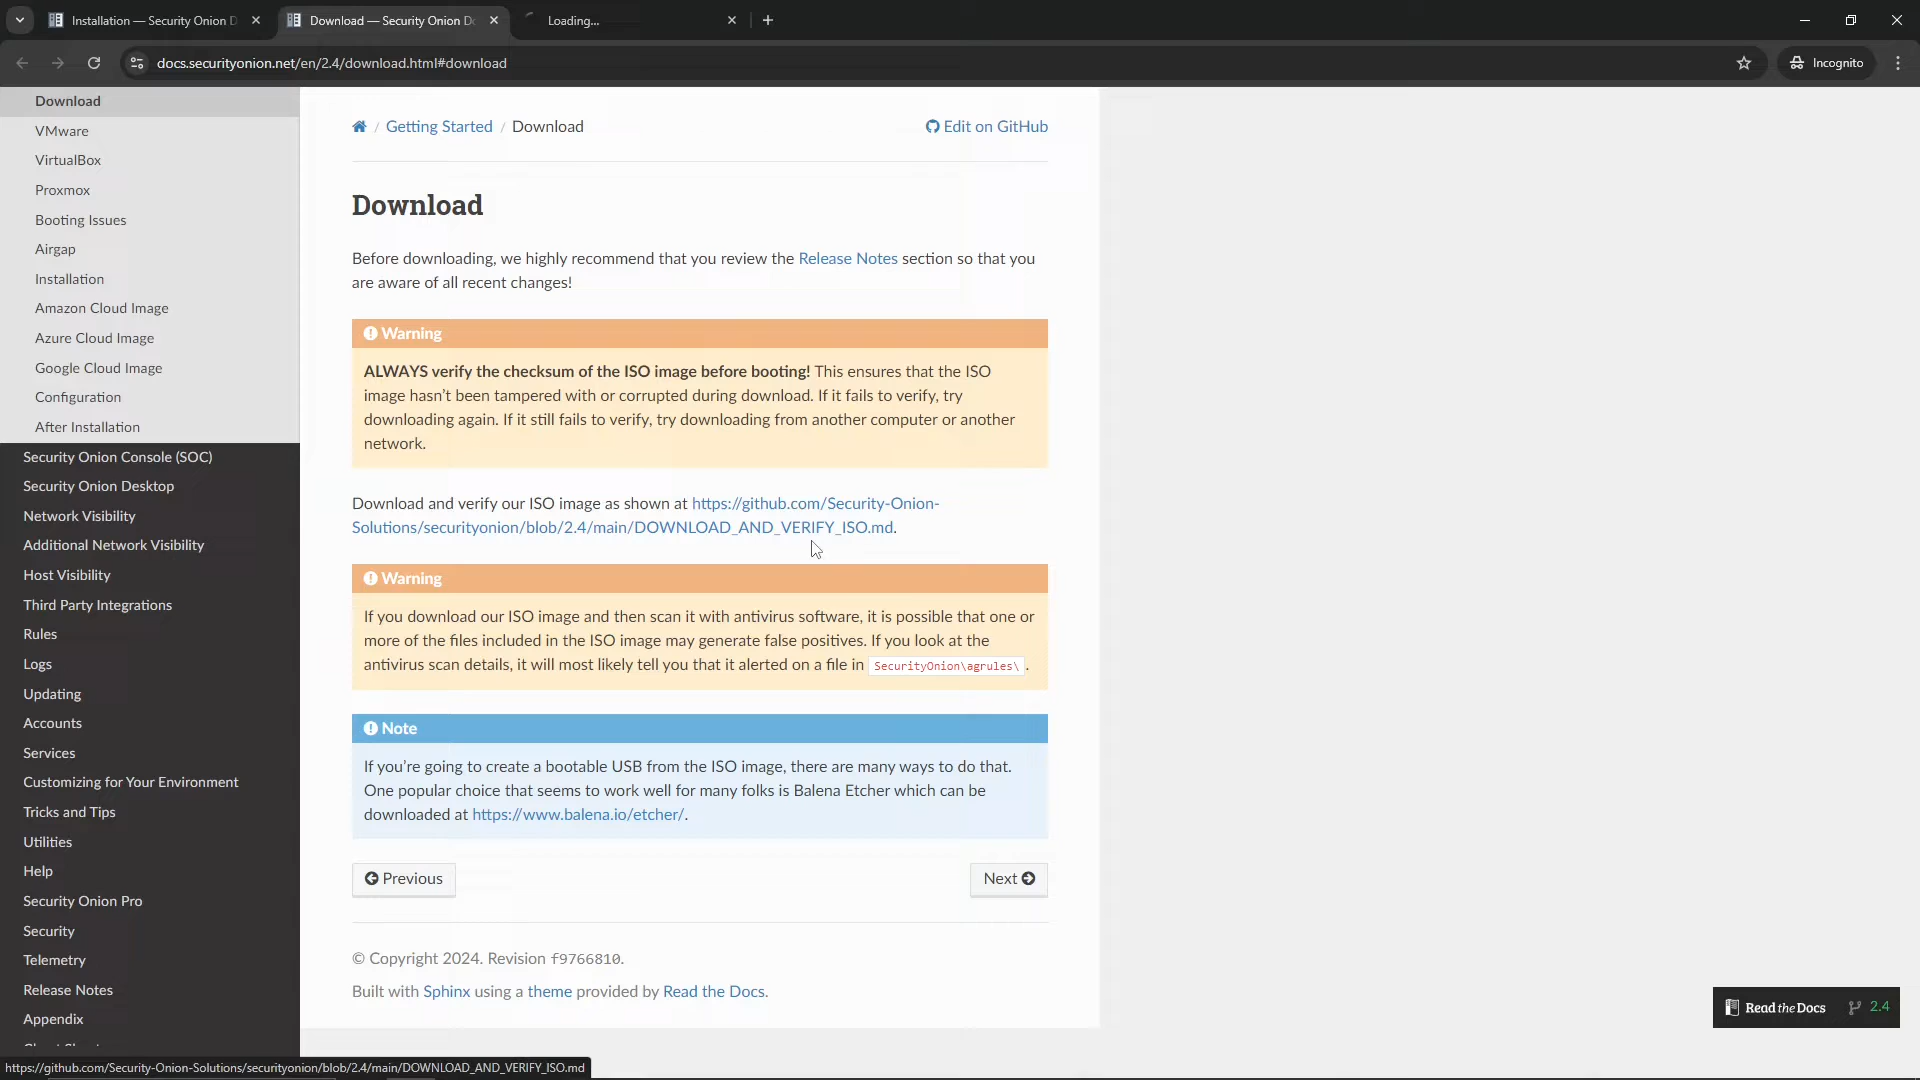 Installation — Security Onion D
Download — Security Onion Do
Loading...
docs.securityonion.net/en/2.4/download.html#download
Incognito
Download
VMware
VirtualBox
Proxmox
Booting Issues
Airgap
Installation
Amazon Cloud Image
Azure Cloud Image
Google Cloud Image
Configuration
After Installation
Security Onion Console (SOC)
Security Onion Desktop
Network Visibility
Additional Network Visibility
Host Visibility
Third Party Integrations
Rules
Logs
Updating
Accounts
Services
Customizing for Your Environment
Tricks and Tips
Utilities
Help
Security Onion Pro
Security
Telemetry
Release Notes
Appendix
/ Getting Started / Download
Edit on GitHub
Download
Before downloading, we highly recommend that you review the Release Notes section so that you
are aware of all recent changes!
Warning
ALWAYS verify the checksum of the ISO image before booting! This ensures that the ISO
image hasn’t been tampered with or corrupted during download. If it fails to verify, try
downloading again. If it still fails to verify, try downloading from another computer or another
network.
Download and verify our ISO image as shown at https://github.com/Security-Onion-
Solutions/securityonion/blob/2.4/main/DOWNLOAD_AND_VERIFY_ISO.md.
Warning
If you download our ISO image and then scan it with antivirus software, it is possible that one or
more of the files included in the ISO image may generate false positives. If you look at the
antivirus scan details, it will most likely tell you that it alerted on a file in SecurityOnion\agrules\ .
Note
If you’re going to create a bootable USB from the ISO image, there are many ways to do that.
One popular choice that seems to work well for many folks is Balena Etcher which can be
downloaded at https://www.balena.io/etcher/.
Previous
Next
© Copyright 2024. Revision f9766810.
Built with Sphinx using a theme provided by Read the Docs.
Read the Docs
2.4
https://github.com/Security-Onion-Solutions/securityonion/blob/2.4/main/DOWNLOAD_AND_VERIFY_ISO.md